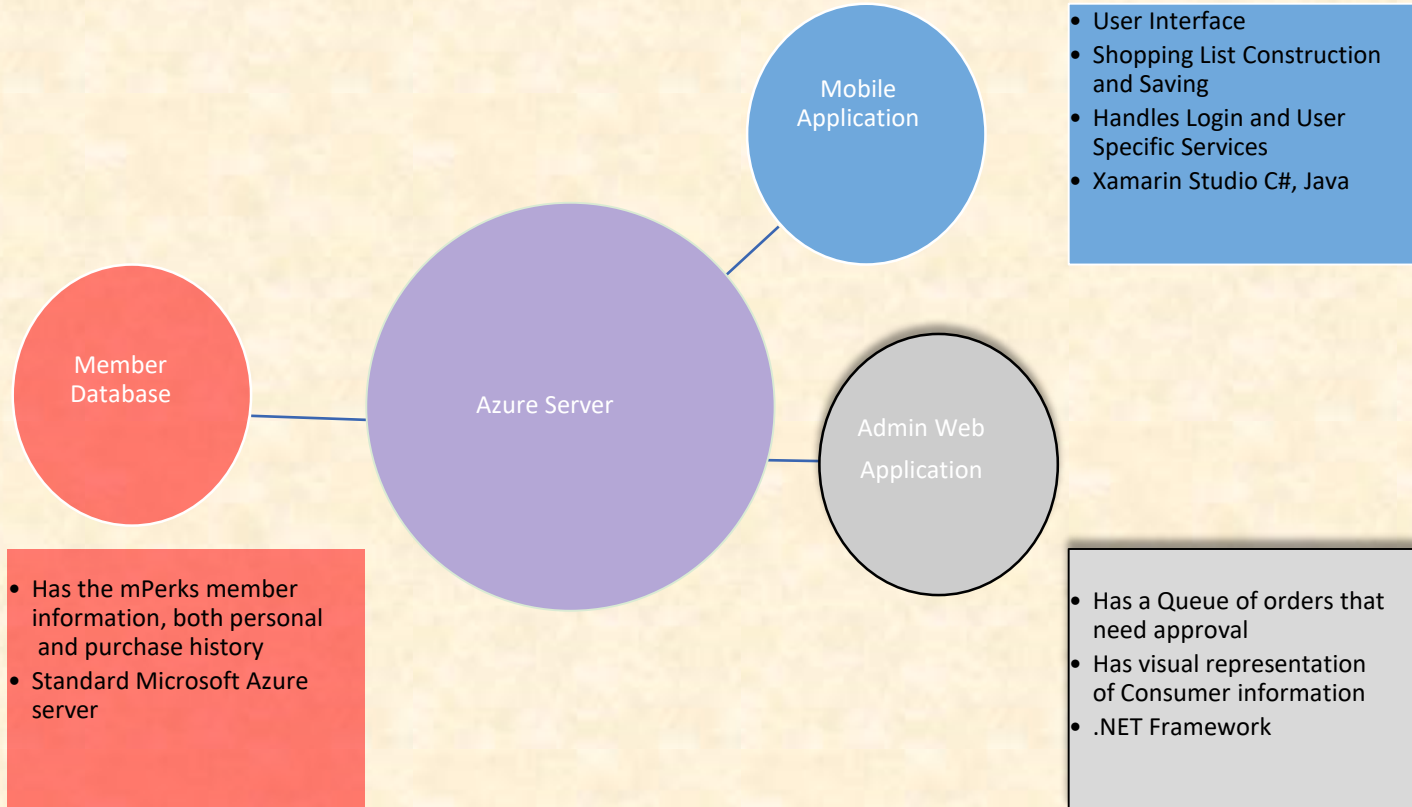 Mobile
Application
• User Interface
• Shopping List Construction
and Saving
• Handles Login and User
Specific Services
• Xamarin Studio C#, Java
Member
Database
Azure Server
Admin Web
Application
• Has the mPerks member
information, both personal
and purchase history
• Standard Microsoft Azure
server
• Has a Queue of orders that
need approval
• Has visual representation
of Consumer information
• .NET Framework